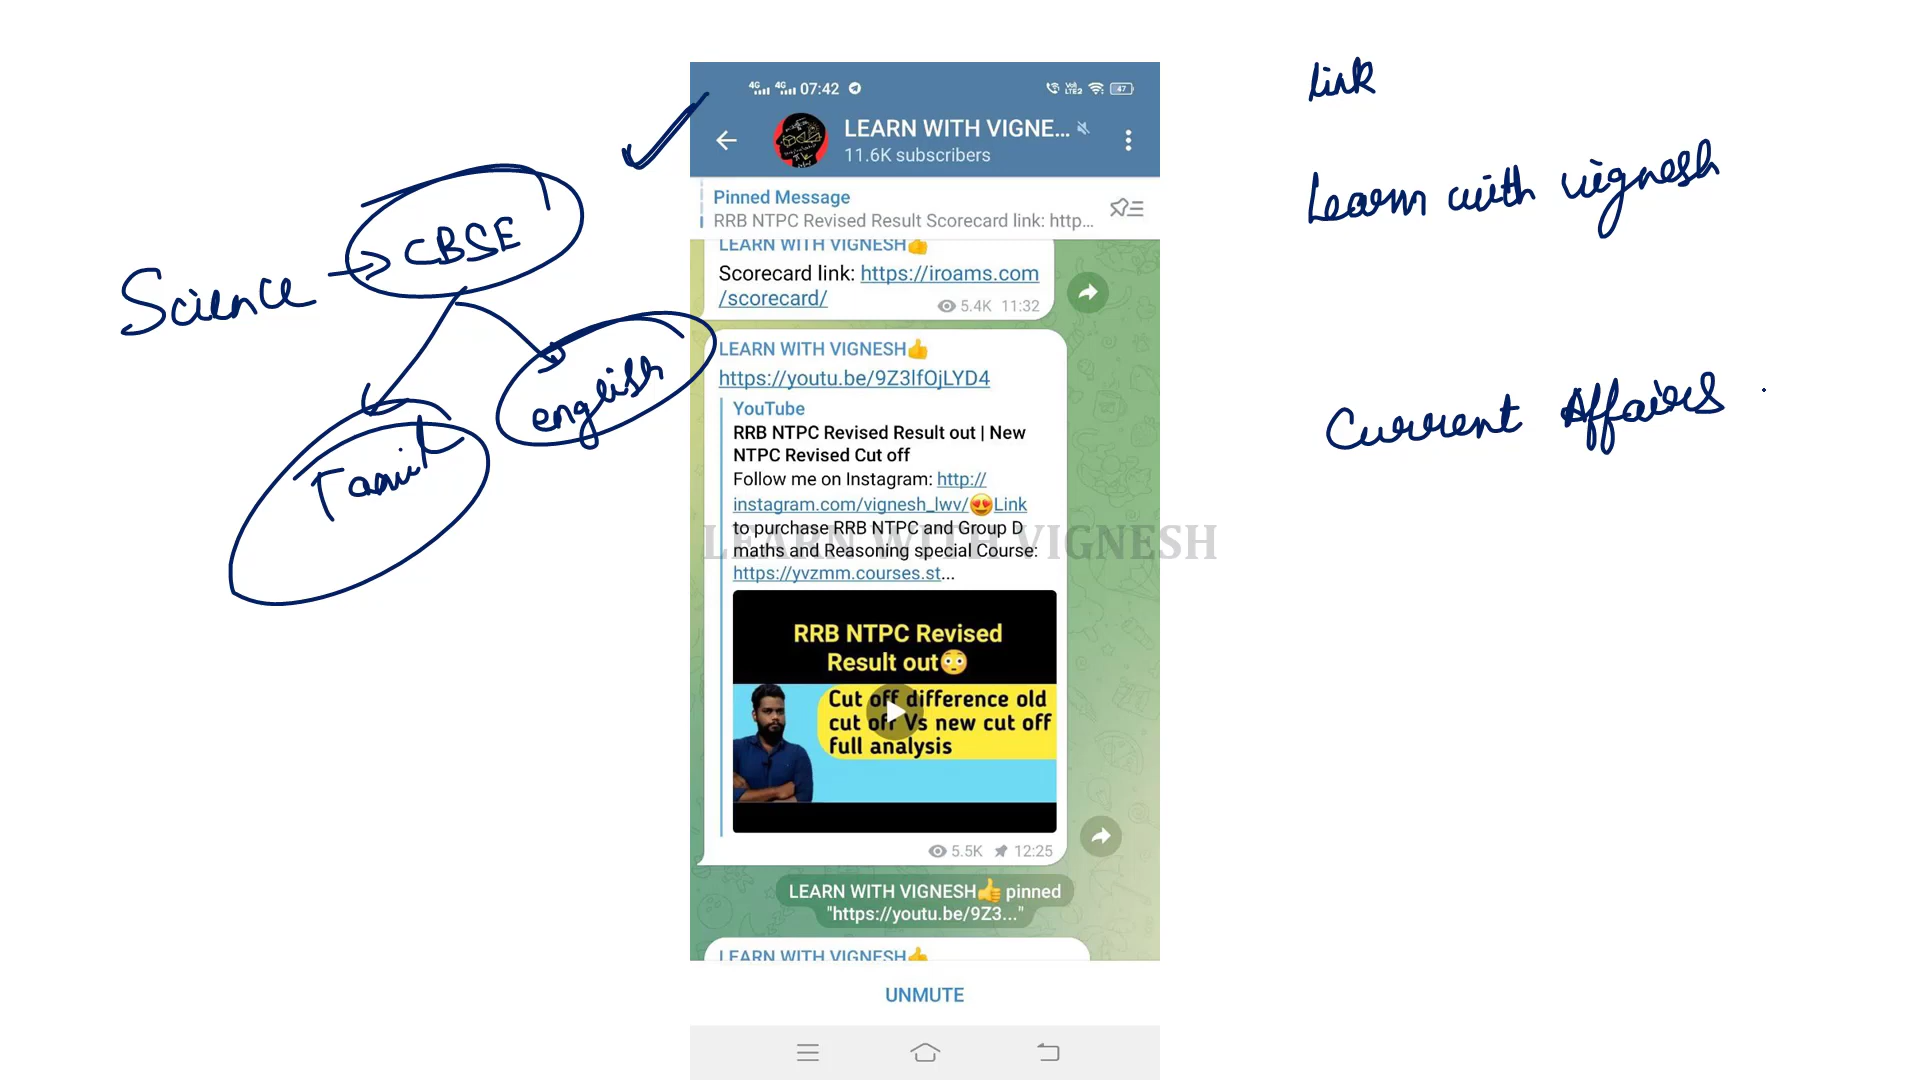 Science → CBSE
Tamil
english
4G 4G 07:42
Vo)
LTE2
47
LEARN WITH VIGNE...
11.6K subscribers
Pinned Message
RRB NTPC Revised Result Scorecard link: http...
LEARN WITH VIGNESH👍
Scorecard link: https://iroams.com
/scorecard/
5.4K 11:32
LEARN WITH VIGNESH👍
https://youtu.be/9Z3lfOjLYD4
YouTube
RRB NTPC Revised Result out | New
NTPC Revised Cut off
Follow me on Instagram: http://
instagram.com/vignesh_lwv/😍Link
to purchase RRB NTPC and Group D
maths and Reasoning special Course:
https://yvzmm.courses.st...
RRB NTPC Revised
Result out😳
Cut off difference old
cut off Vs new cut off
full analysis
5.5K 12:25
LEARN WITH VIGNESH👍 pinned
"https://youtu.be/9Z3..."
LEARN WITH VIGNESH👍
UNMUTE
LEARN WITH VIGNESH
link
Learn with vignesh
Current Affairs